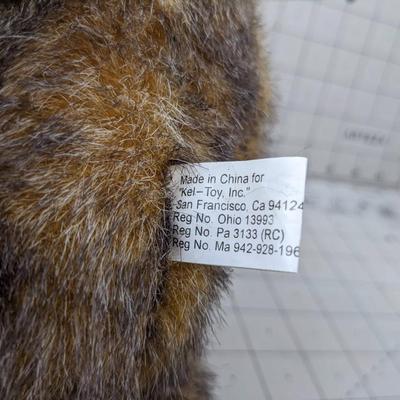 Made in China for
"Kel-Toy, Inc."
San Francisco, Ca 94124
Reg No. Ohio 13993
Reg No. Pa 3133 (RC)
Reg No. Ma 942-928-196